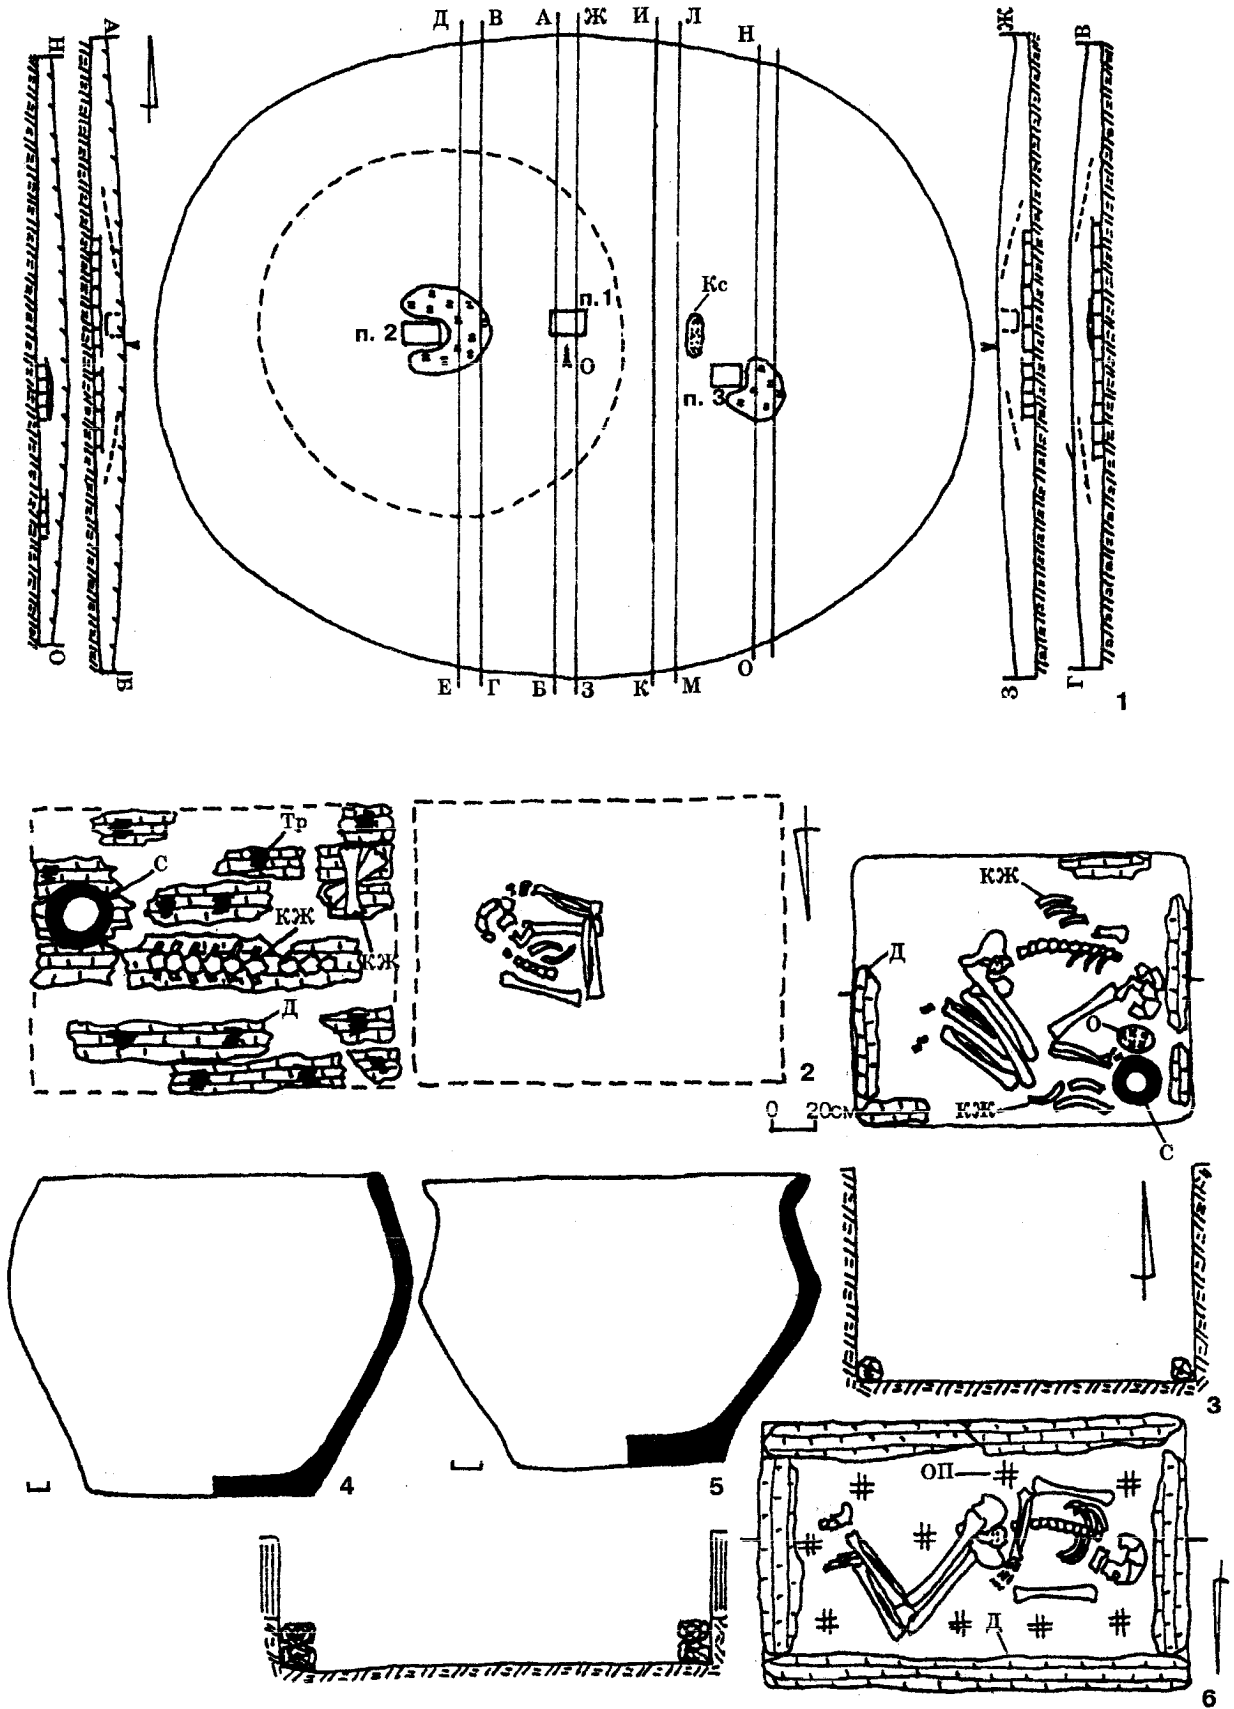 Д В А Ж И Л Н
Н А Ж В
Кс
п. 1
п. 2
О
п. 3
О Б Е Г Б З К М О З Г
1
Тр
С
КЖ
КЖ
Д
2
0 20см
КЖ
Д
О
КЖ
С
3
4
5
ОП
Д
6